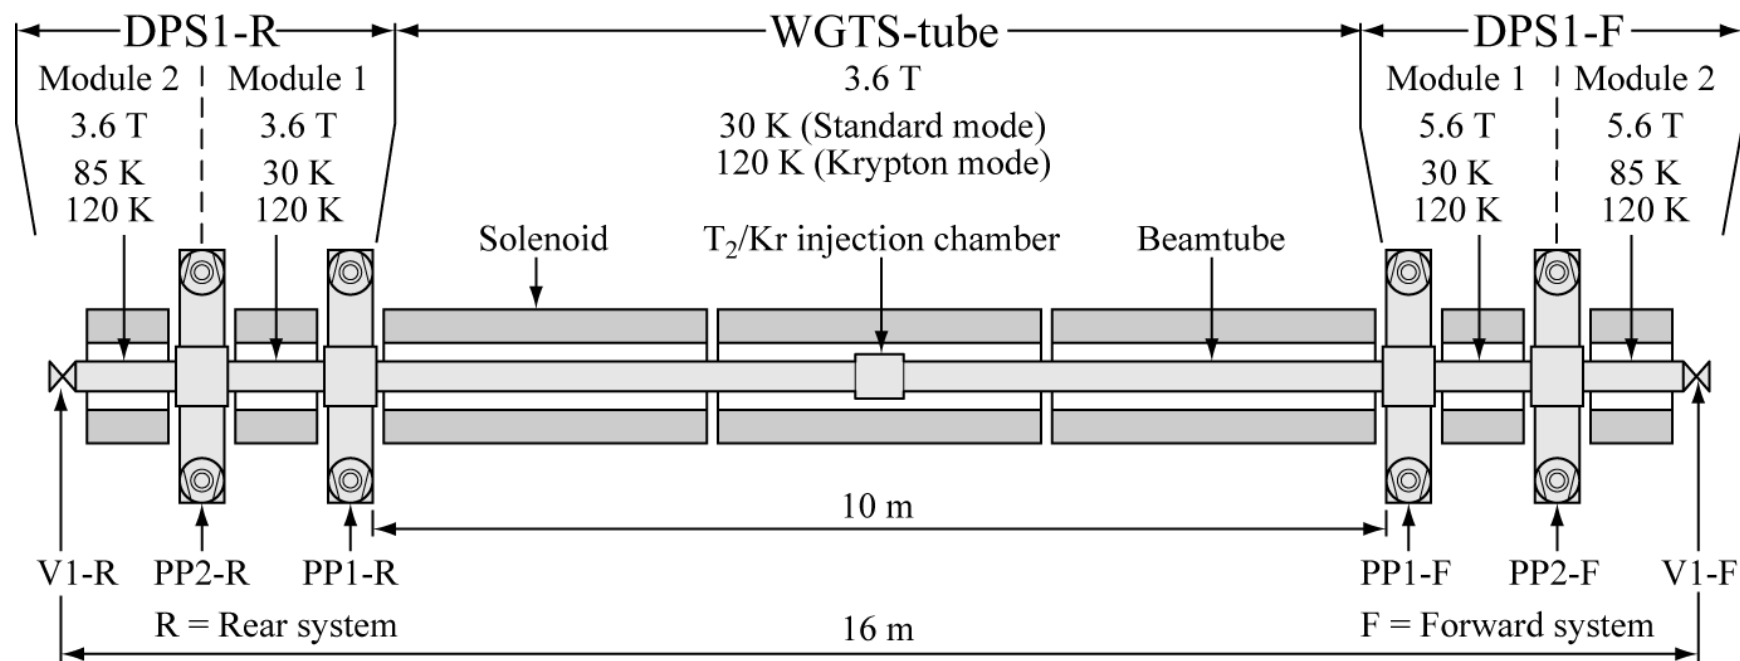 DPS1-R
WGTS-tube
DPS1-F
Module 2
Module 1
3.6 T
Module 1
Module 2
3.6 T
3.6 T
30 K (Standard mode)
5.6 T
5.6 T
85 K
30 K
120 K (Krypton mode)
30 K
85 K
120 K
120 K
120 K
120 K
Solenoid
T₂/Kr injection chamber
Beamtube
10 m
V1-R
PP2-R
PP1-R
PP1-F
PP2-F
V1-F
R = Rear system
16 m
F = Forward system